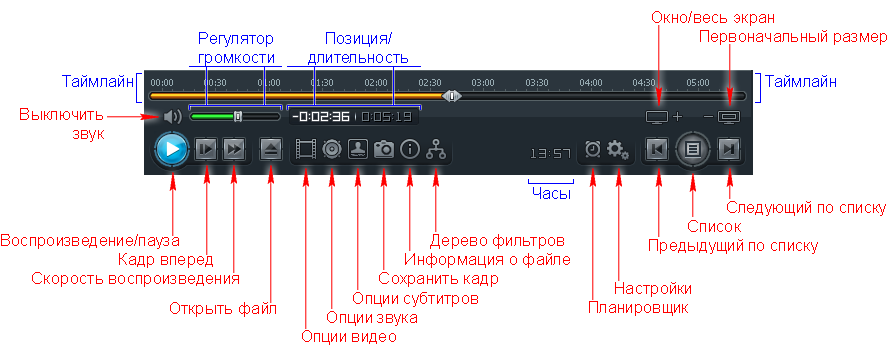 Окно/весь экран
Первоначальный размер
Регулятор
громкости
Позиция/
длительность
Таймлайн
00:00 00:30 01:00 01:30 02:00 02:30 03:00 03:30 04:00 04:30 05:00
Таймлайн
Выключить
звук
-0:02:36 0:05:19
13:57
Часы
Следующий по списку
Список
Предыдущий по списку
Воспроизведение/пауза
Кадр вперед
Скорость воспроизведения
Открыть файл
Дерево фильтров
Информация о файле
Сохранить кадр
Опции субтитров
Опции звука
Опции видео
Настройки
Планировщик